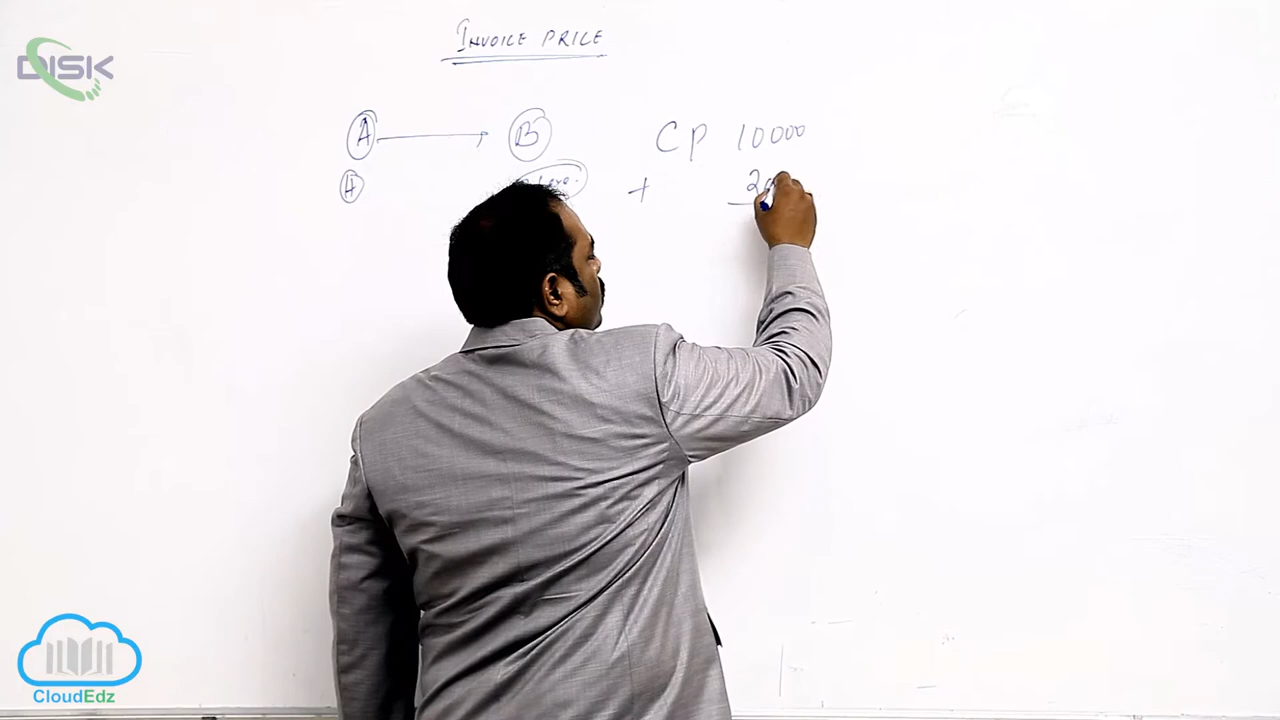 DISK
INVOICE PRICE
A B CP 10000
H +
CloudEdz